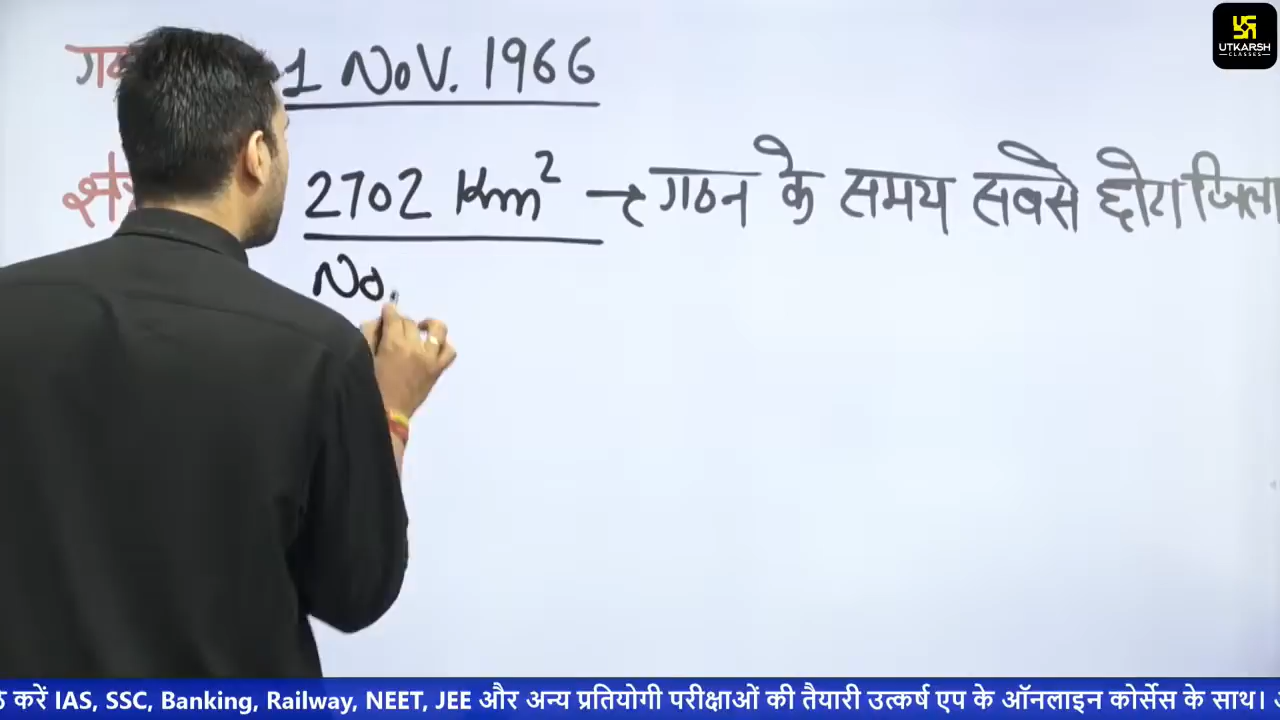 UTKARSH
CLASSES
1 Nov. 1966
2702 Km² → गठन के समय सबसे छोटा जिला
No
करें IAS, SSC, Banking, Railway, NEET, JEE और अन्य प्रतियोगी परीक्षाओं की तैयारी उत्कर्ष एप के ऑनलाइन कोर्सेस के साथ।